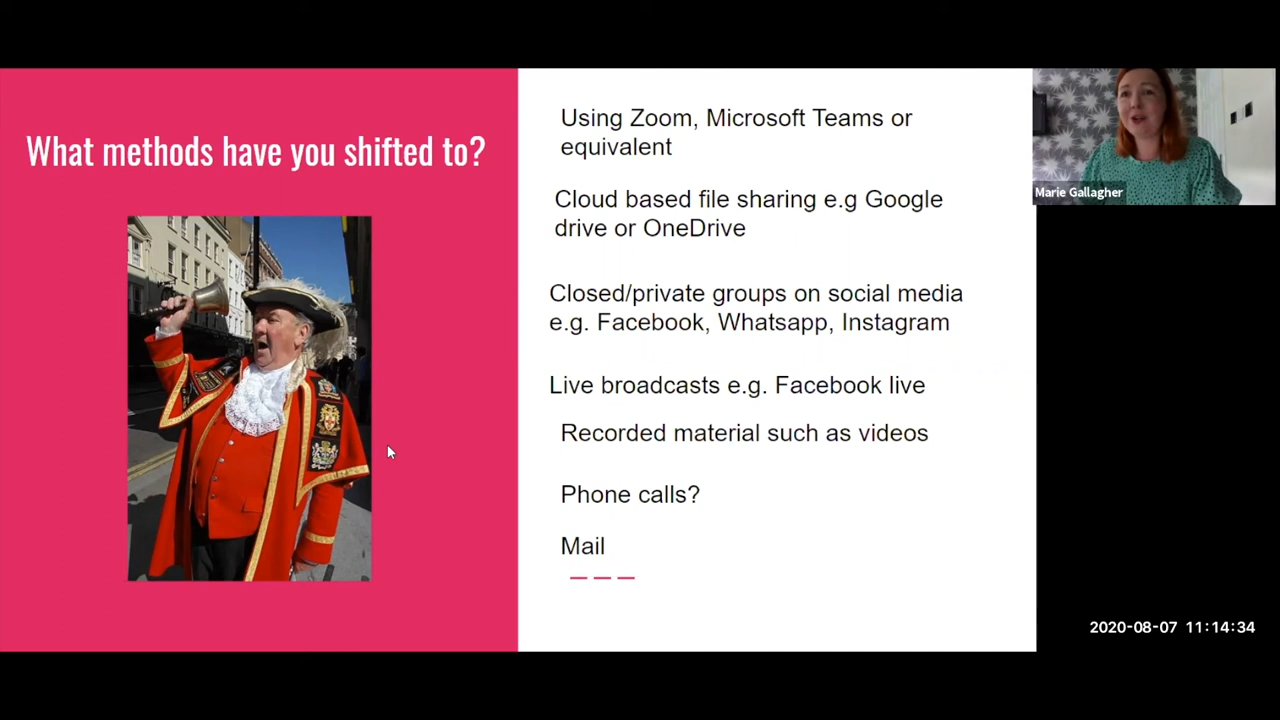 What methods have you shifted to?
Using Zoom, Microsoft Teams or
equivalent
Cloud based file sharing e.g Google
drive or OneDrive
Closed/private groups on social media
e.g. Facebook, Whatsapp, Instagram
Live broadcasts e.g. Facebook live
Recorded material such as videos
Phone calls?
Mail
Marie Gallagher
2020-08-07 11:14:34